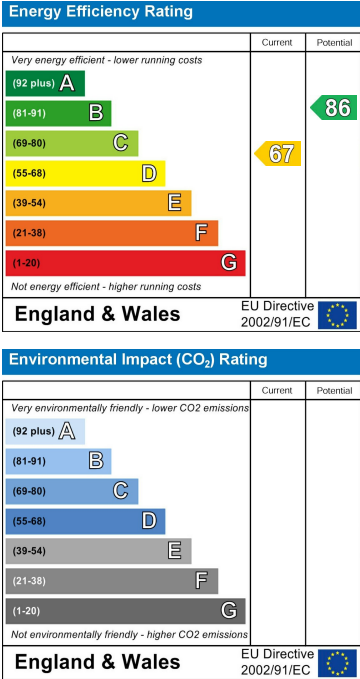 Energy Efficiency Rating
Current Potential
Very energy efficient - lower running costs
(92 plus) A
(81-91) B
(69-80) C
(55-68) D
(39-54) E
(21-38) F
(1-20) G
67
86
Not energy efficient - higher running costs
England & Wales
EU Directive
2002/91/EC
Environmental Impact (CO₂) Rating
Current Potential
Very environmentally friendly - lower CO2 emissions
(92 plus) A
(81-91) B
(69-80) C
(55-68) D
(39-54) E
(21-38) F
(1-20) G
Not environmentally friendly - higher CO2 emissions
England & Wales
EU Directive
2002/91/EC